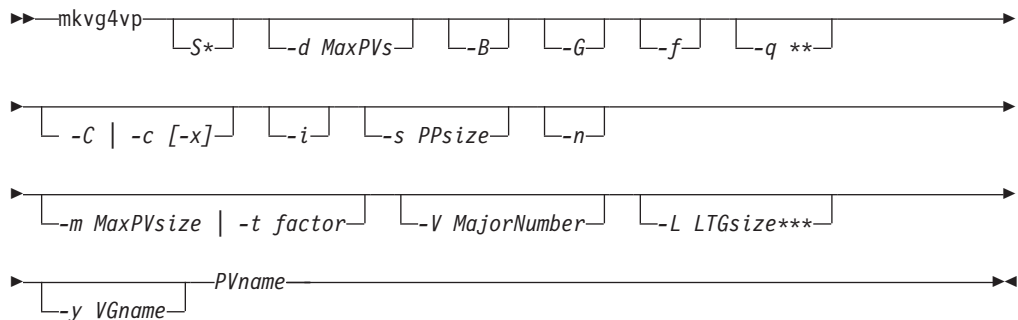 mkvg4vp S* -d MaxPVs -B -G -f -q **
-C | -c [-x] -i -s PPsize -n
-m MaxPVsize | -t factor -V MajorNumber -L LTGsize***
-y VGname PVname